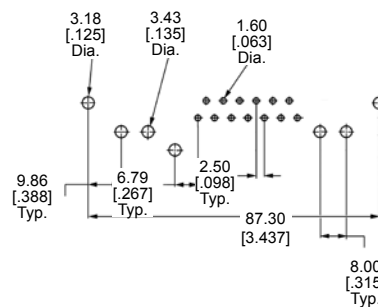 3.18
[.125]
Dia.
3.43
[.135]
Dia.
1.60
[.063]
Dia.
9.86
[.388]
Typ.
6.79
[.267]
Typ.
2.50
[.098]
Typ.
87.30
[3.437]
8.00
[.315
Typ